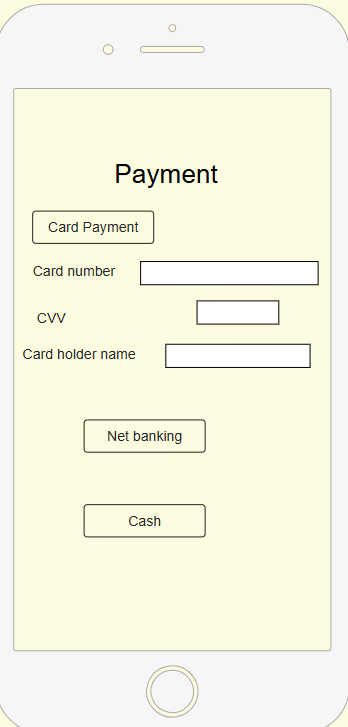 Payment
Card Payment
Card number
CVV
Card holder name
Net banking
Cash